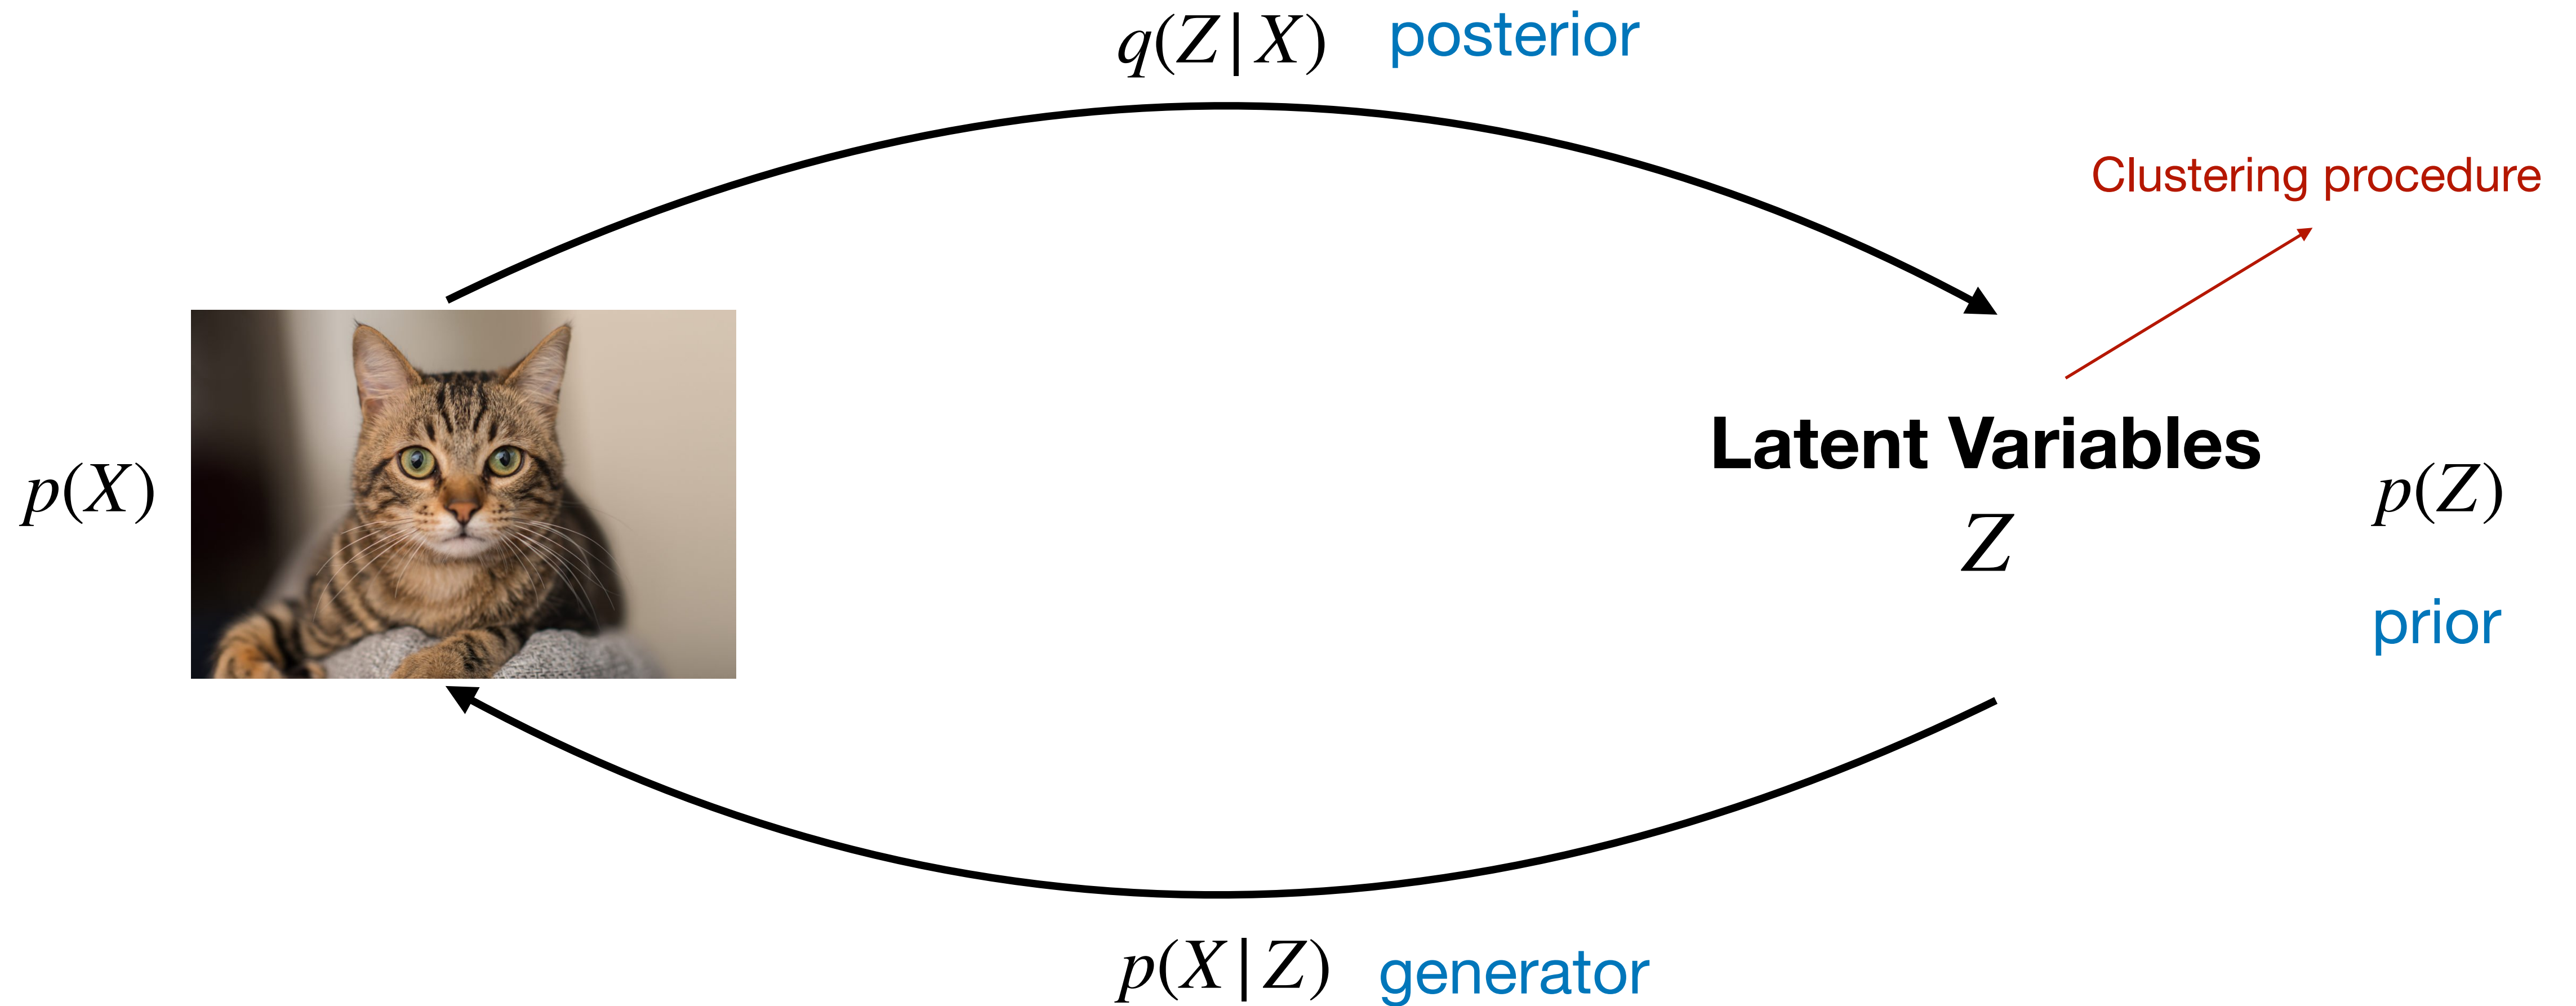 q(Z|X) posterior
Clustering procedure
Latent Variables
p(X)
p(Z)
Z
prior
p(X|Z) generator